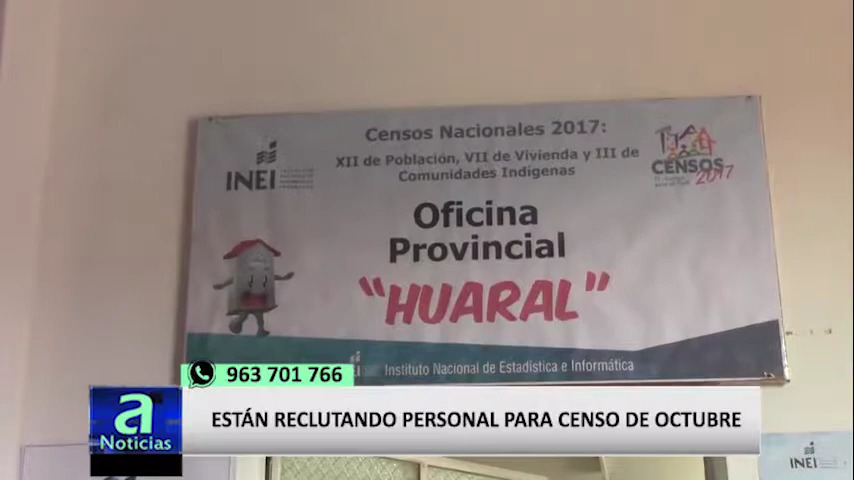 Censos Nacionales 2017:
XII de Población, VII de Vivienda y III de
Comunidades Indígenas
INEI
CENSOS
2017
Oficina
Provincial
"HUARAL"
INEI
Instituto Nacional de Estadística e Informática
963 701 766
a
Noticias
ESTÁN RECLUTANDO PERSONAL PARA CENSO DE OCTUBRE
INEI